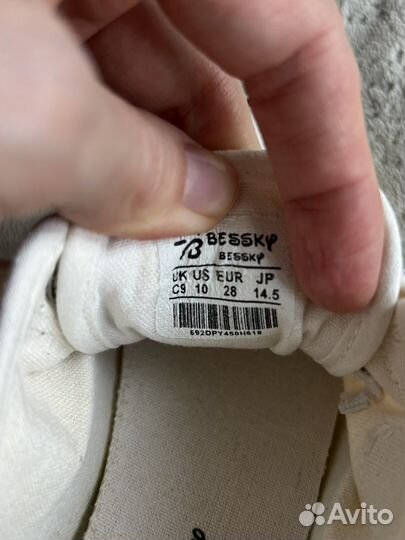 BESSKY
BESSKY
UK US EUR JP
C9 10 28 14.5
Avito